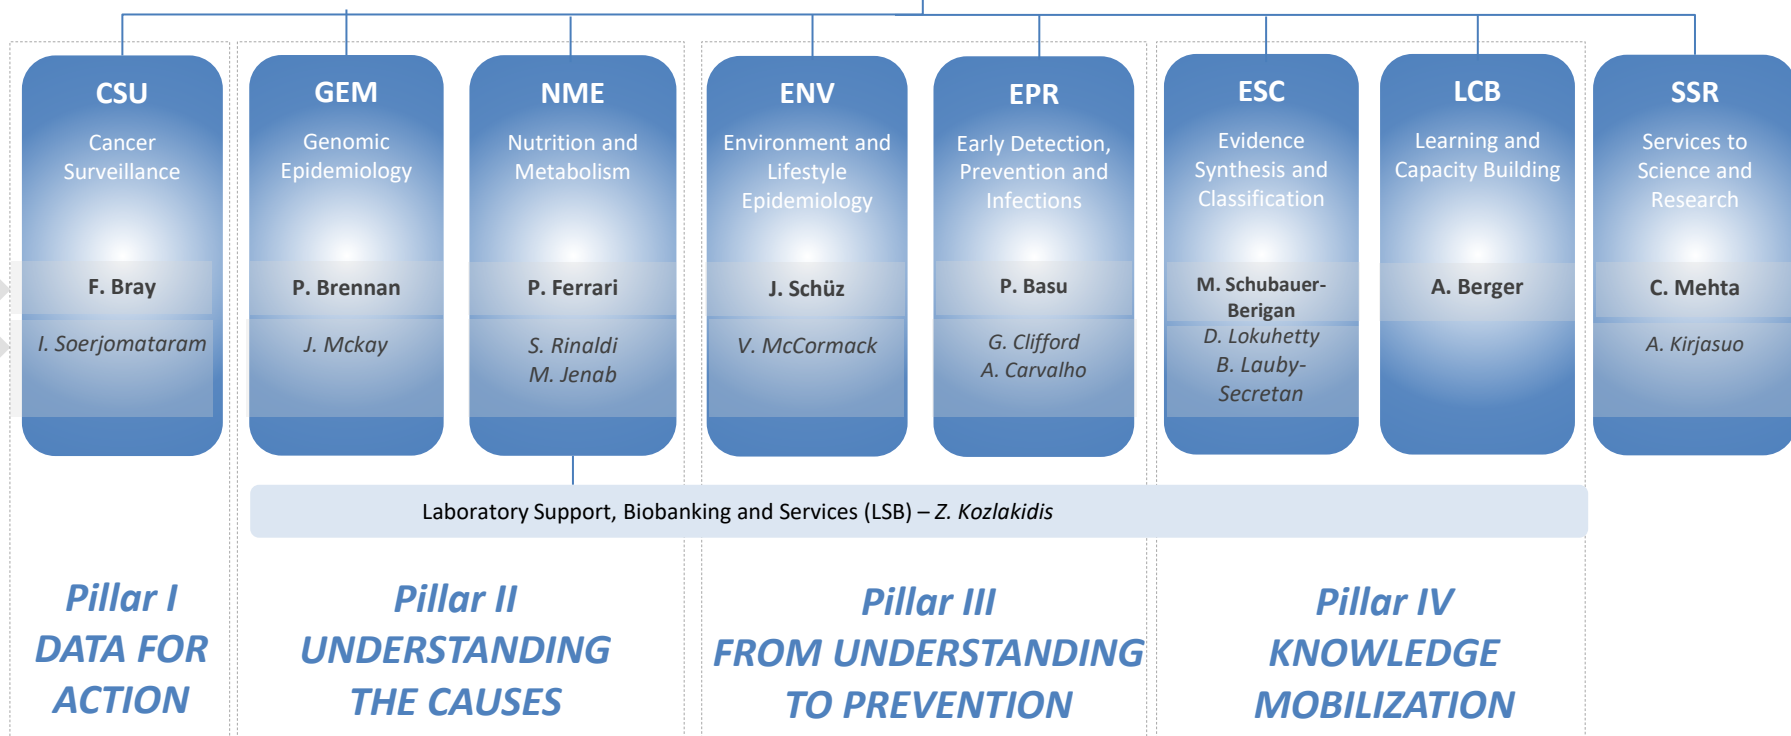 CSU
Cancer
Surveillance
F. Bray
I. Soerjomataram
GEM
Genomic
Epidemiology
P. Brennan
J. Mckay
NME
Nutrition and
Metabolism
P. Ferrari
S. Rinaldi
M. Jenab
ENV
Environment and
Lifestyle
Epidemiology
J. Schüz
V. McCormack
EPR
Early Detection,
Prevention and
Infections
P. Basu
G. Clifford
A. Carvalho
ESC
Evidence
Synthesis and
Classification
M. Schubauer-
Berigan
D. Lokuhetty
B. Lauby-
Secretan
LCB
Learning and
Capacity Building
A. Berger
SSR
Services to
Science and
Research
C. Mehta
A. Kirjasuo
Laboratory Support, Biobanking and Services (LSB) – Z. Kozlakidis
Pillar I
DATA FOR
ACTION
Pillar II
UNDERSTANDING
THE CAUSES
Pillar III
FROM UNDERSTANDING
TO PREVENTION
Pillar IV
KNOWLEDGE
MOBILIZATION